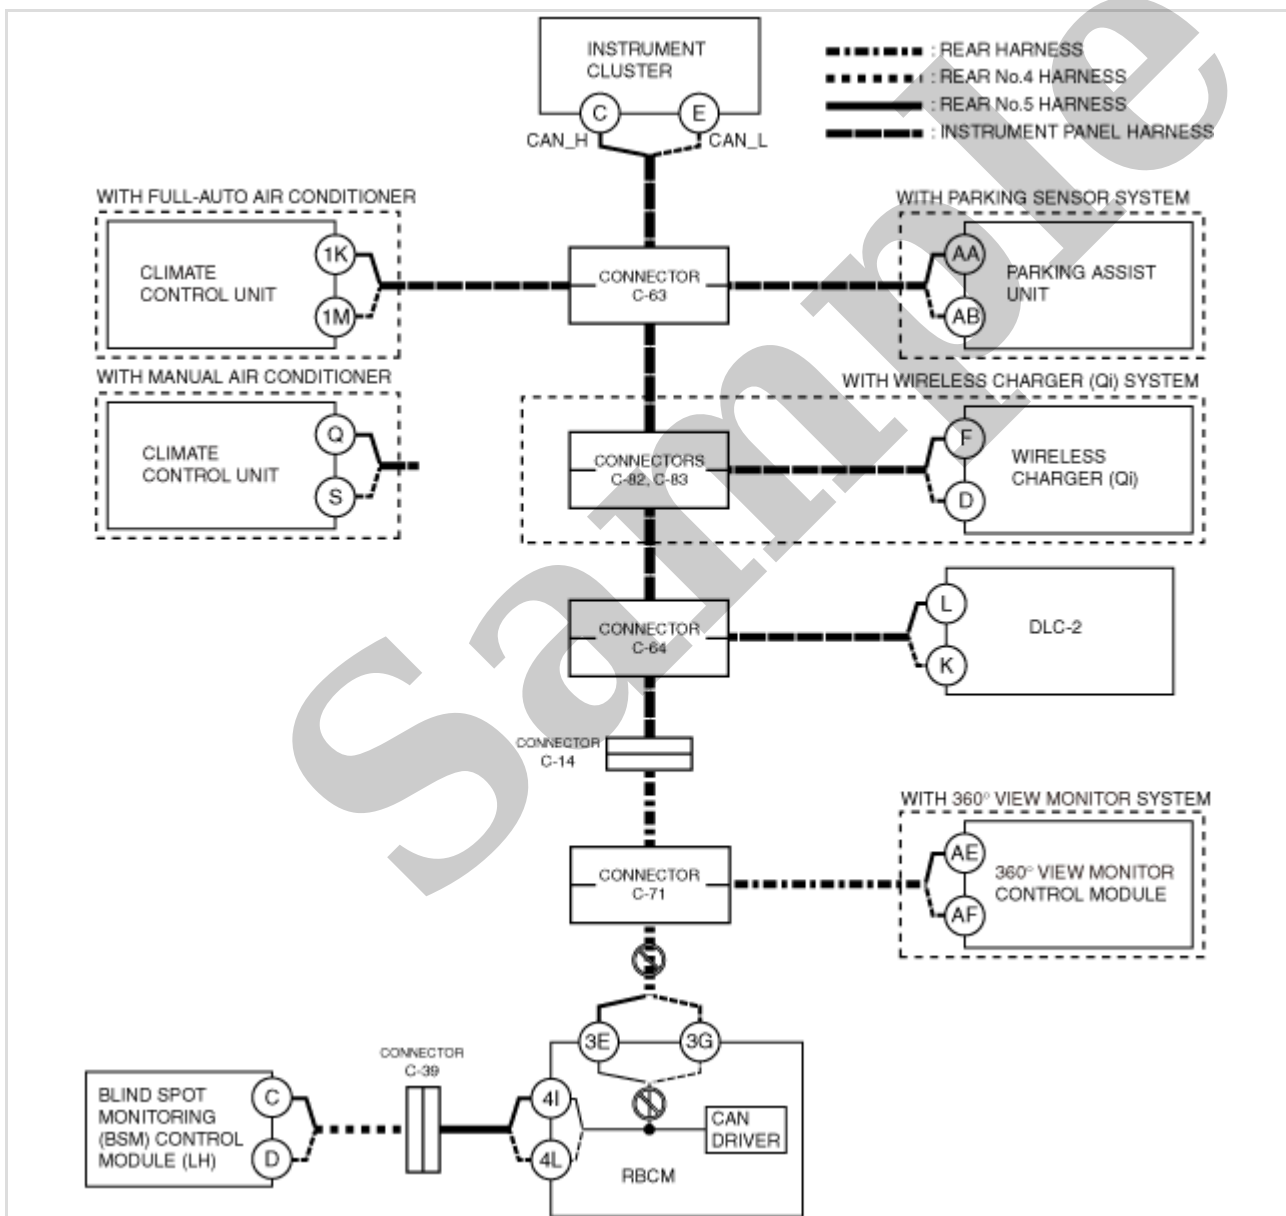 INSTRUMENT
CLUSTER
C
E
CAN_H
CAN_L
: REAR HARNESS
: REAR No.4 HARNESS
: REAR No.5 HARNESS
: INSTRUMENT PANEL HARNESS
WITH FULL-AUTO AIR CONDITIONER
CLIMATE
CONTROL UNIT
1K
1M
CONNECTOR
C-63
WITH PARKING SENSOR SYSTEM
AA
AB
PARKING ASSIST
UNIT
WITH MANUAL AIR CONDITIONER
CLIMATE
CONTROL UNIT
Q
S
WITH WIRELESS CHARGER (Qi) SYSTEM
CONNECTORS
C-82, C-83
F
D
WIRELESS
CHARGER (Qi)
CONNECTOR
C-64
L
K
DLC-2
CONNECTOR
C-14
WITH 360° VIEW MONITOR SYSTEM
CONNECTOR
C-71
AE
AF
360° VIEW MONITOR
CONTROL MODULE
3E
3G
CONNECTOR
C-39
BLIND SPOT
MONITORING
(BSM) CONTROL
MODULE (LH)
C
D
4I
4L
CAN
DRIVER
RBCM
Sample